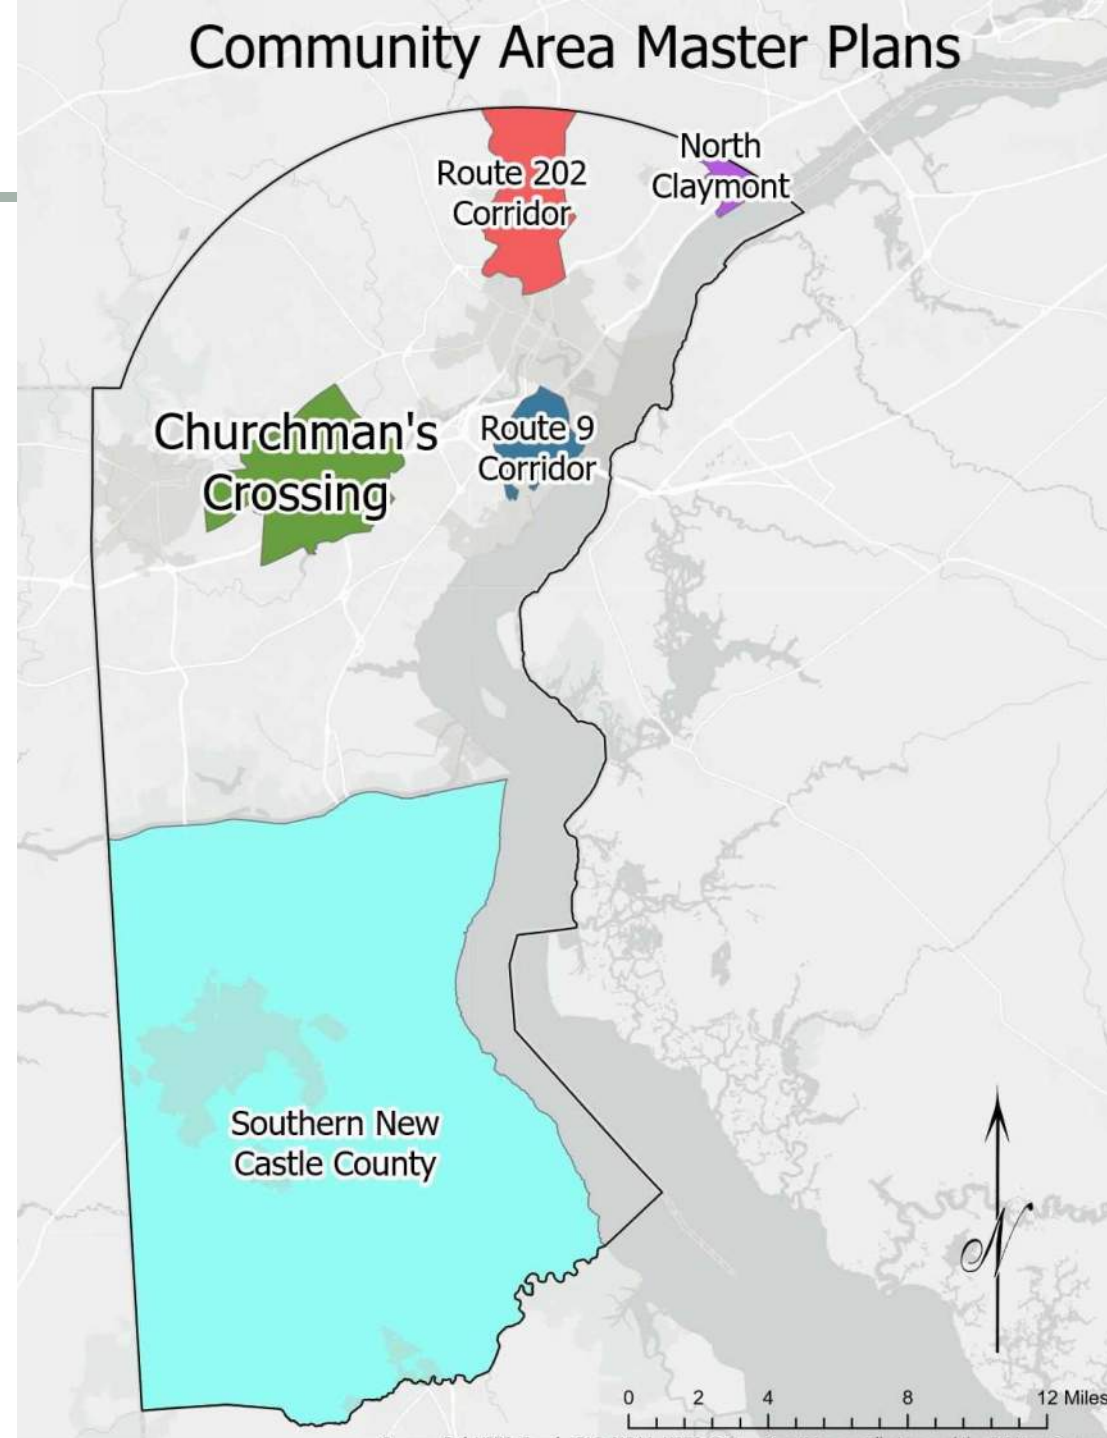 Community Area Master Plans
North
Claymont
Route 202
Corridor
Churchman's
Crossing
Route 9
Corridor
Southern New
Castle County
N
0 2 4 8 12 Miles